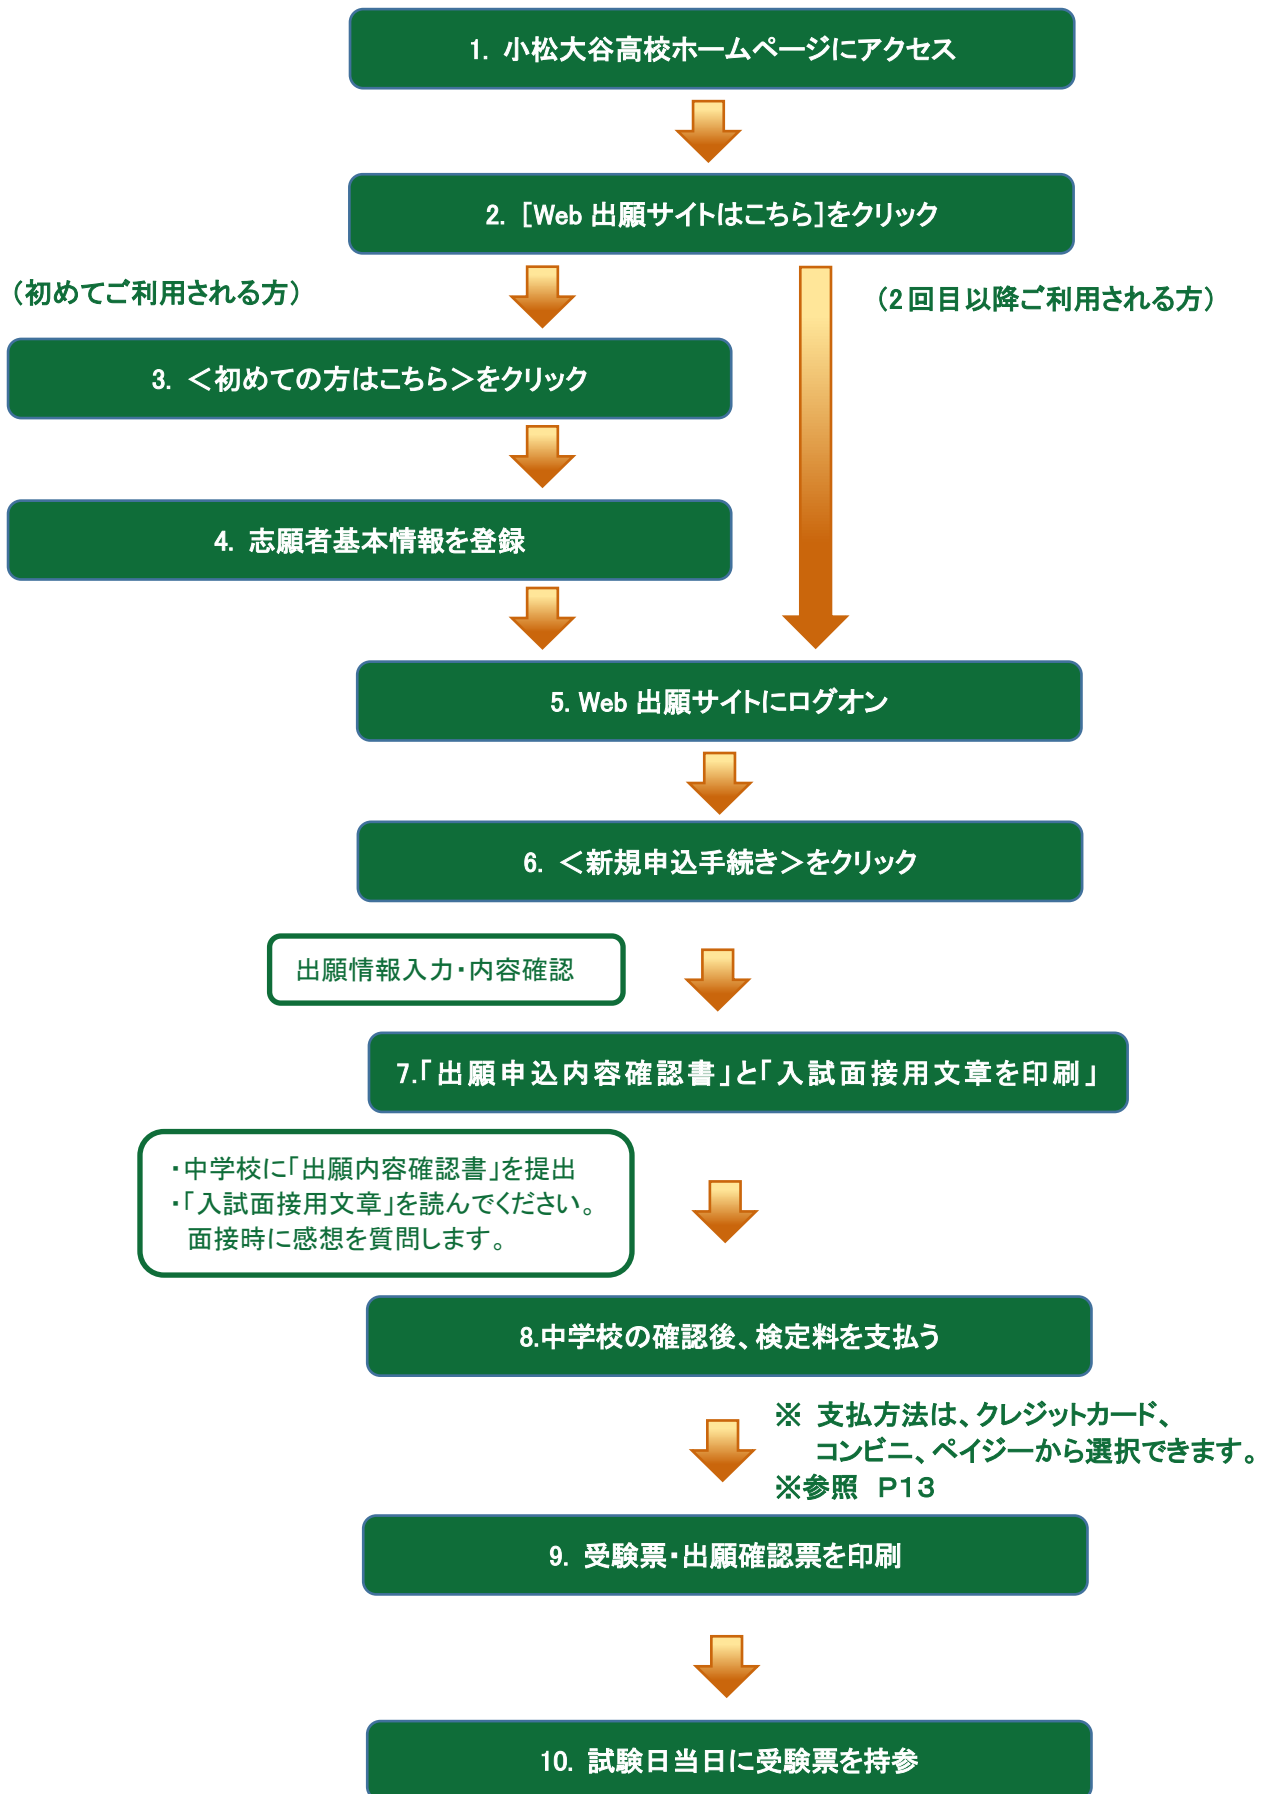 1. 小松大谷高校ホームページにアクセス
2. [Web 出願サイトはこちら]をクリック
(初めてご利用される方)
(2回目以降ご利用される方)
3. <初めての方はこちら>をクリック
4. 志願者基本情報を登録
5. Web 出願サイトにログオン
6. <新規申込手続き>をクリック
出願情報入力・内容確認
7.「出願申込内容確認書」と「入試面接用文章を印刷」
・中学校に「出願内容確認書」を提出
・「入試面接用文章」を読んでください。
面接時に感想を質問します。
8.中学校の確認後、検定料を支払う
※ 支払方法は、クレジットカード、
コンビニ、ペイジーから選択できます。
※参照 P13
9. 受験票・出願確認票を印刷
10. 試験日当日に受験票を持参